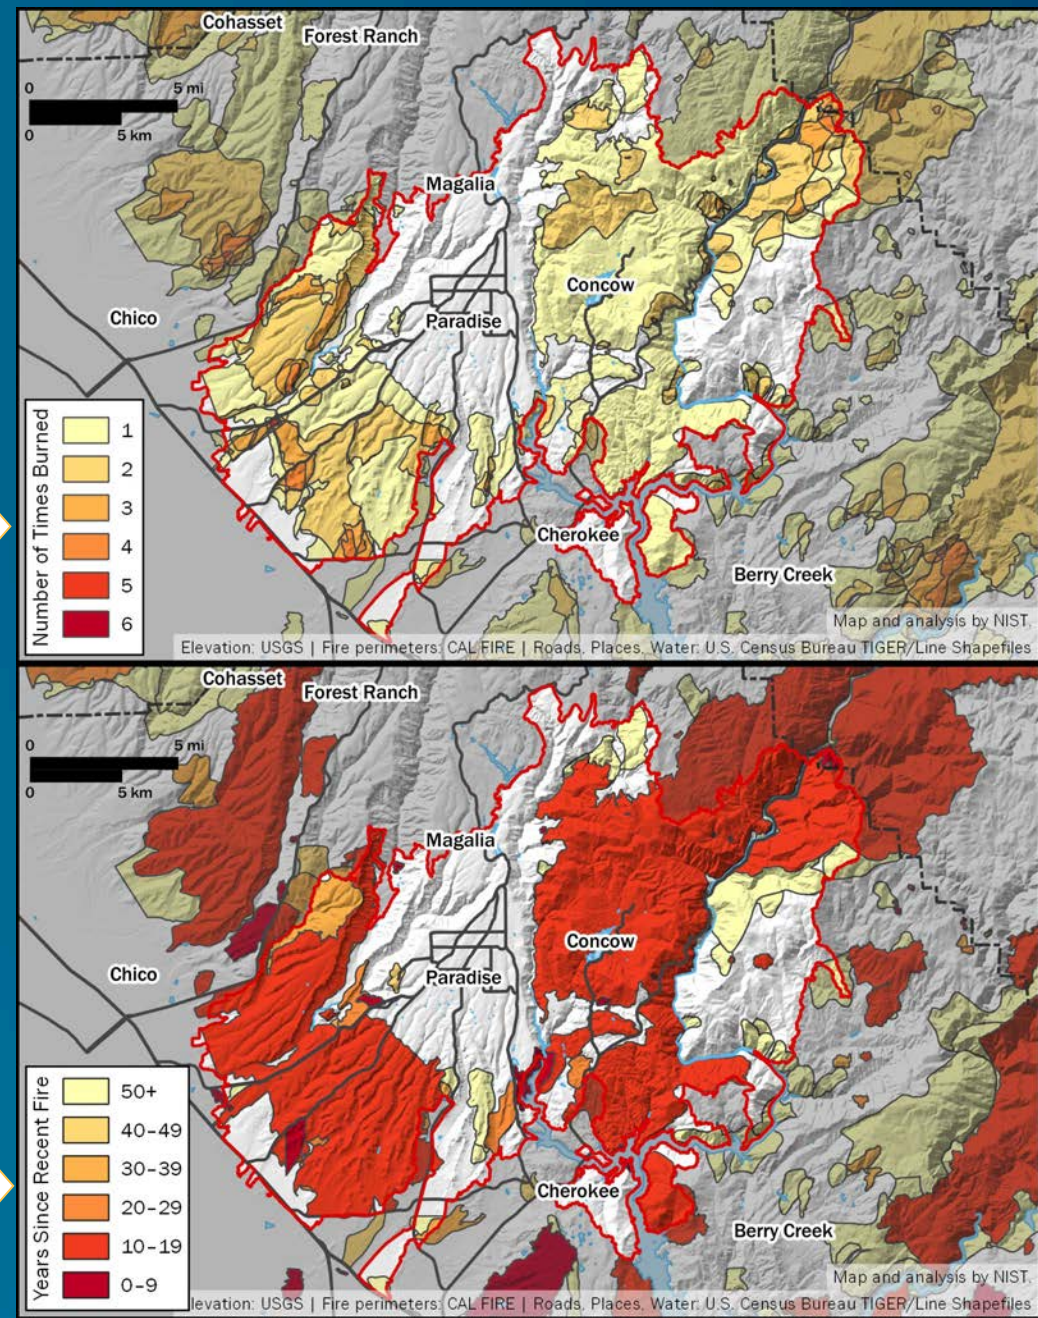 Cohasset
Forest Ranch
0 5 mi
0 5 km
Magalia
Concow
Chico
Paradise
Number of Times Burned
1
2
3
4
5
6
Cherokee
Berry Creek
Map and analysis by NIST.
Elevation: USGS | Fire perimeters: CAL FIRE | Roads, Places, Water: U.S. Census Bureau TIGER/Line Shapefiles
Cohasset
Forest Ranch
0 5 mi
0 5 km
Magalia
Concow
Chico
Paradise
Years Since Recent Fire
50+
40-49
30-39
20-29
10-19
0-9
Cherokee
Berry Creek
Map and analysis by NIST.
levation: USGS | Fire perimeters: CAL FIRE | Roads, Places, Water: U.S. Census Bureau TIGER/Line Shapefiles